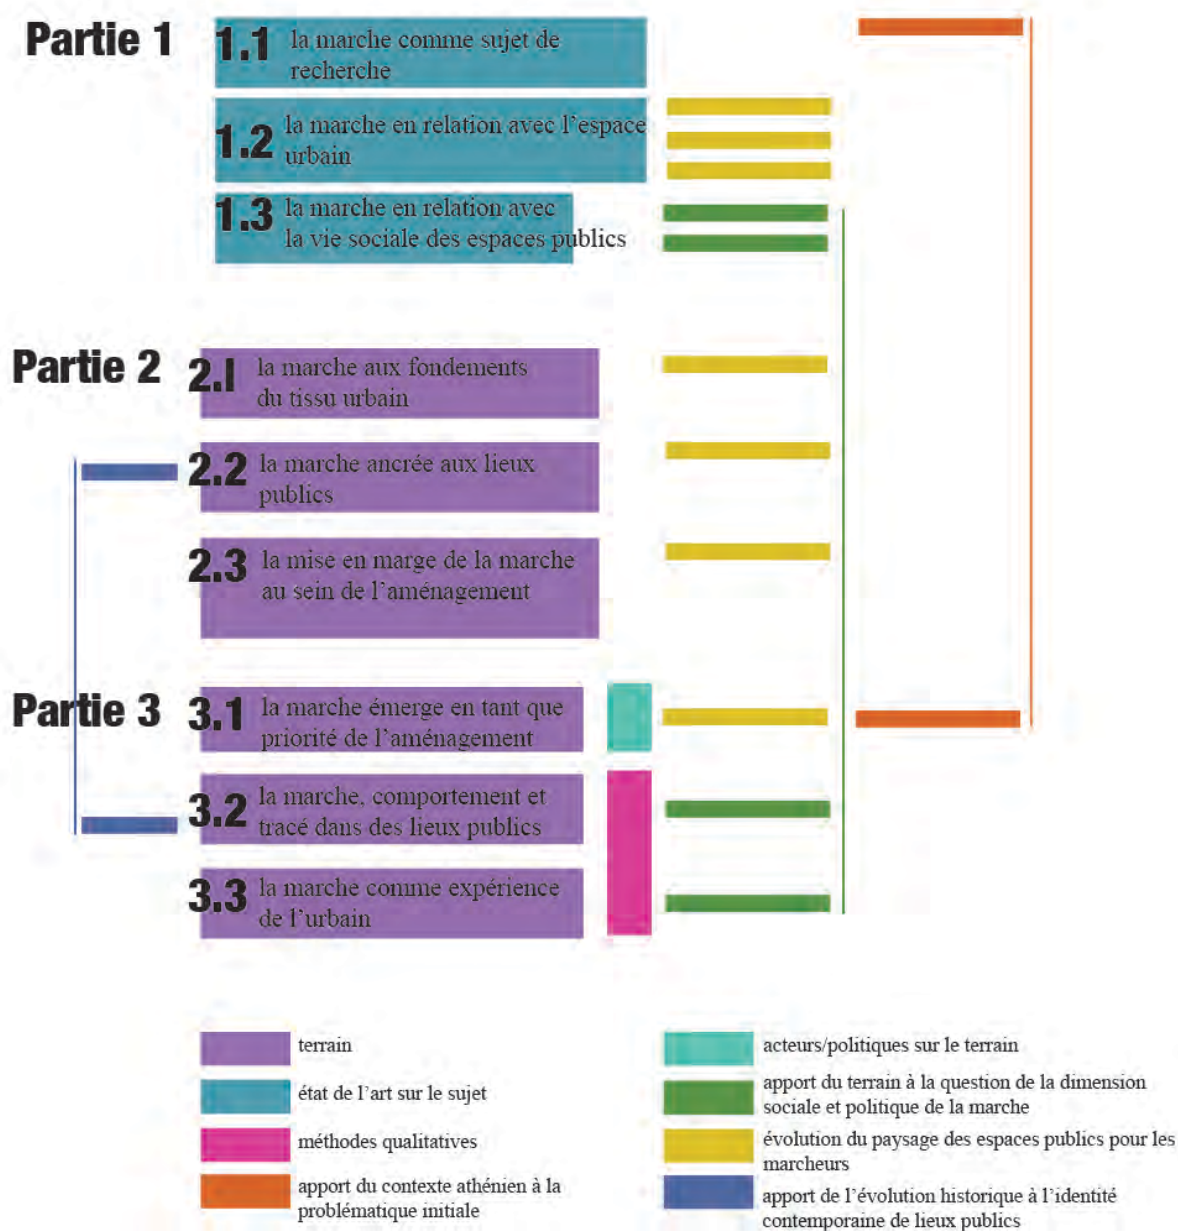 Partie 1
1.1 la marche comme sujet de
recherche
1.2 la marche en relation avec l'espace
urbain
1.3 la marche en relation avec
la vie sociale des espaces publics
Partie 2
2.1 la marche aux fondements
du tissu urbain
2.2 la marche ancrée aux lieux
publics
2.3 la mise en marge de la marche
au sein de l'aménagement
Partie 3
3.1 la marche émerge en tant que
priorité de l'aménagement
3.2 la marche, comportement et
tracé dans des lieux publics
3.3 la marche comme expérience
de l'urbain
terrain
état de l'art sur le sujet
méthodes qualitatives
apport du contexte athénien à la
problématique initiale
acteurs/politiques sur le terrain
apport du terrain à la question de la dimension
sociale et politique de la marche
évolution du paysage des espaces publics pour les
marcheurs
apport de l'évolution historique à l'identité
contemporaine de lieux publics